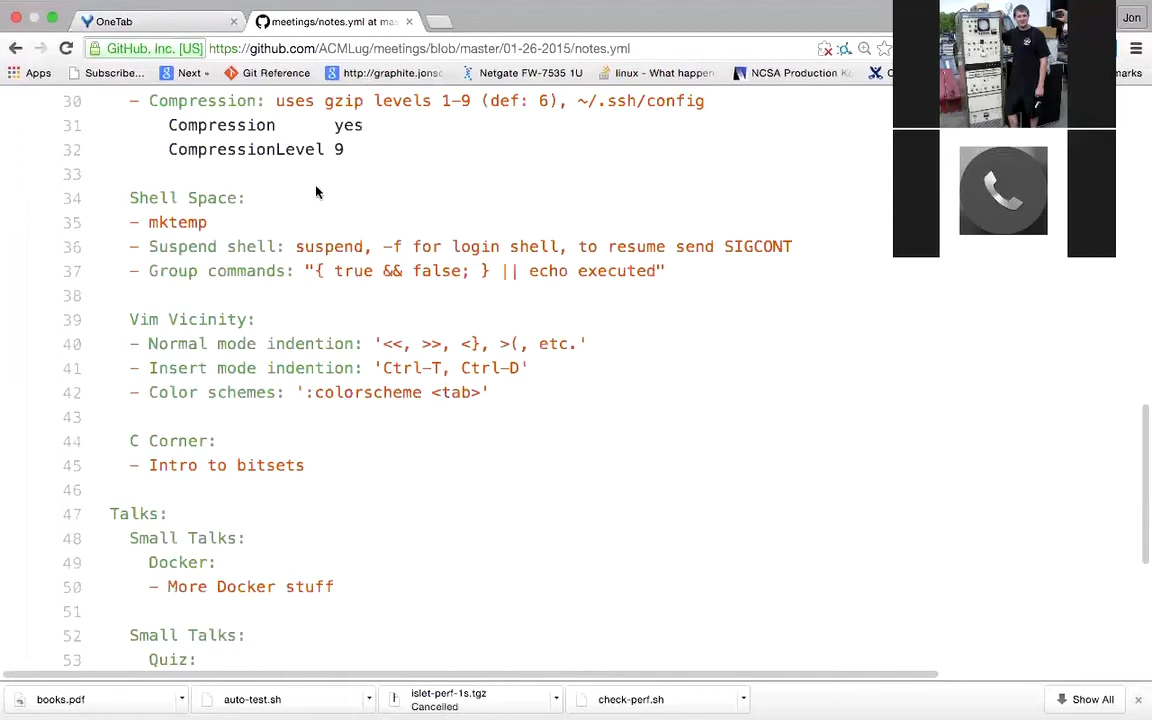 OneTab
meetings/notes.yml at mas
Jon
GitHub, Inc. [US]
https://github.com/ACMLug/meetings/blob/master/01-26-2015/notes.yml
Apps
Subscribe...
Next »
Git Reference
http://graphite.jons
Netgate FW-7535 1U
linux - What happen
NCSA Production K
marks
30 - Compression: uses gzip levels 1-9 (def: 6), ~/.ssh/config
31 Compression yes
32 CompressionLevel 9
33
34 Shell Space:
35 - mktemp
36 - Suspend shell: suspend, -f for login shell, to resume send SIGCONT
37 - Group commands: "{ true && false; } || echo executed"
38
39 Vim Vicinity:
40 - Normal mode indention: '<<, >>, <}, >(, etc.'
41 - Insert mode indention: 'Ctrl-T, Ctrl-D'
42 - Color schemes: ':colorscheme <tab>'
43
44 C Corner:
45 - Intro to bitsets
46
47 Talks:
48 Small Talks:
49 Docker:
50 - More Docker stuff
51
52 Small Talks:
53 Quiz:
books.pdf
auto-test.sh
islet-perf-1s.tgz
Cancelled
check-perf.sh
Show All